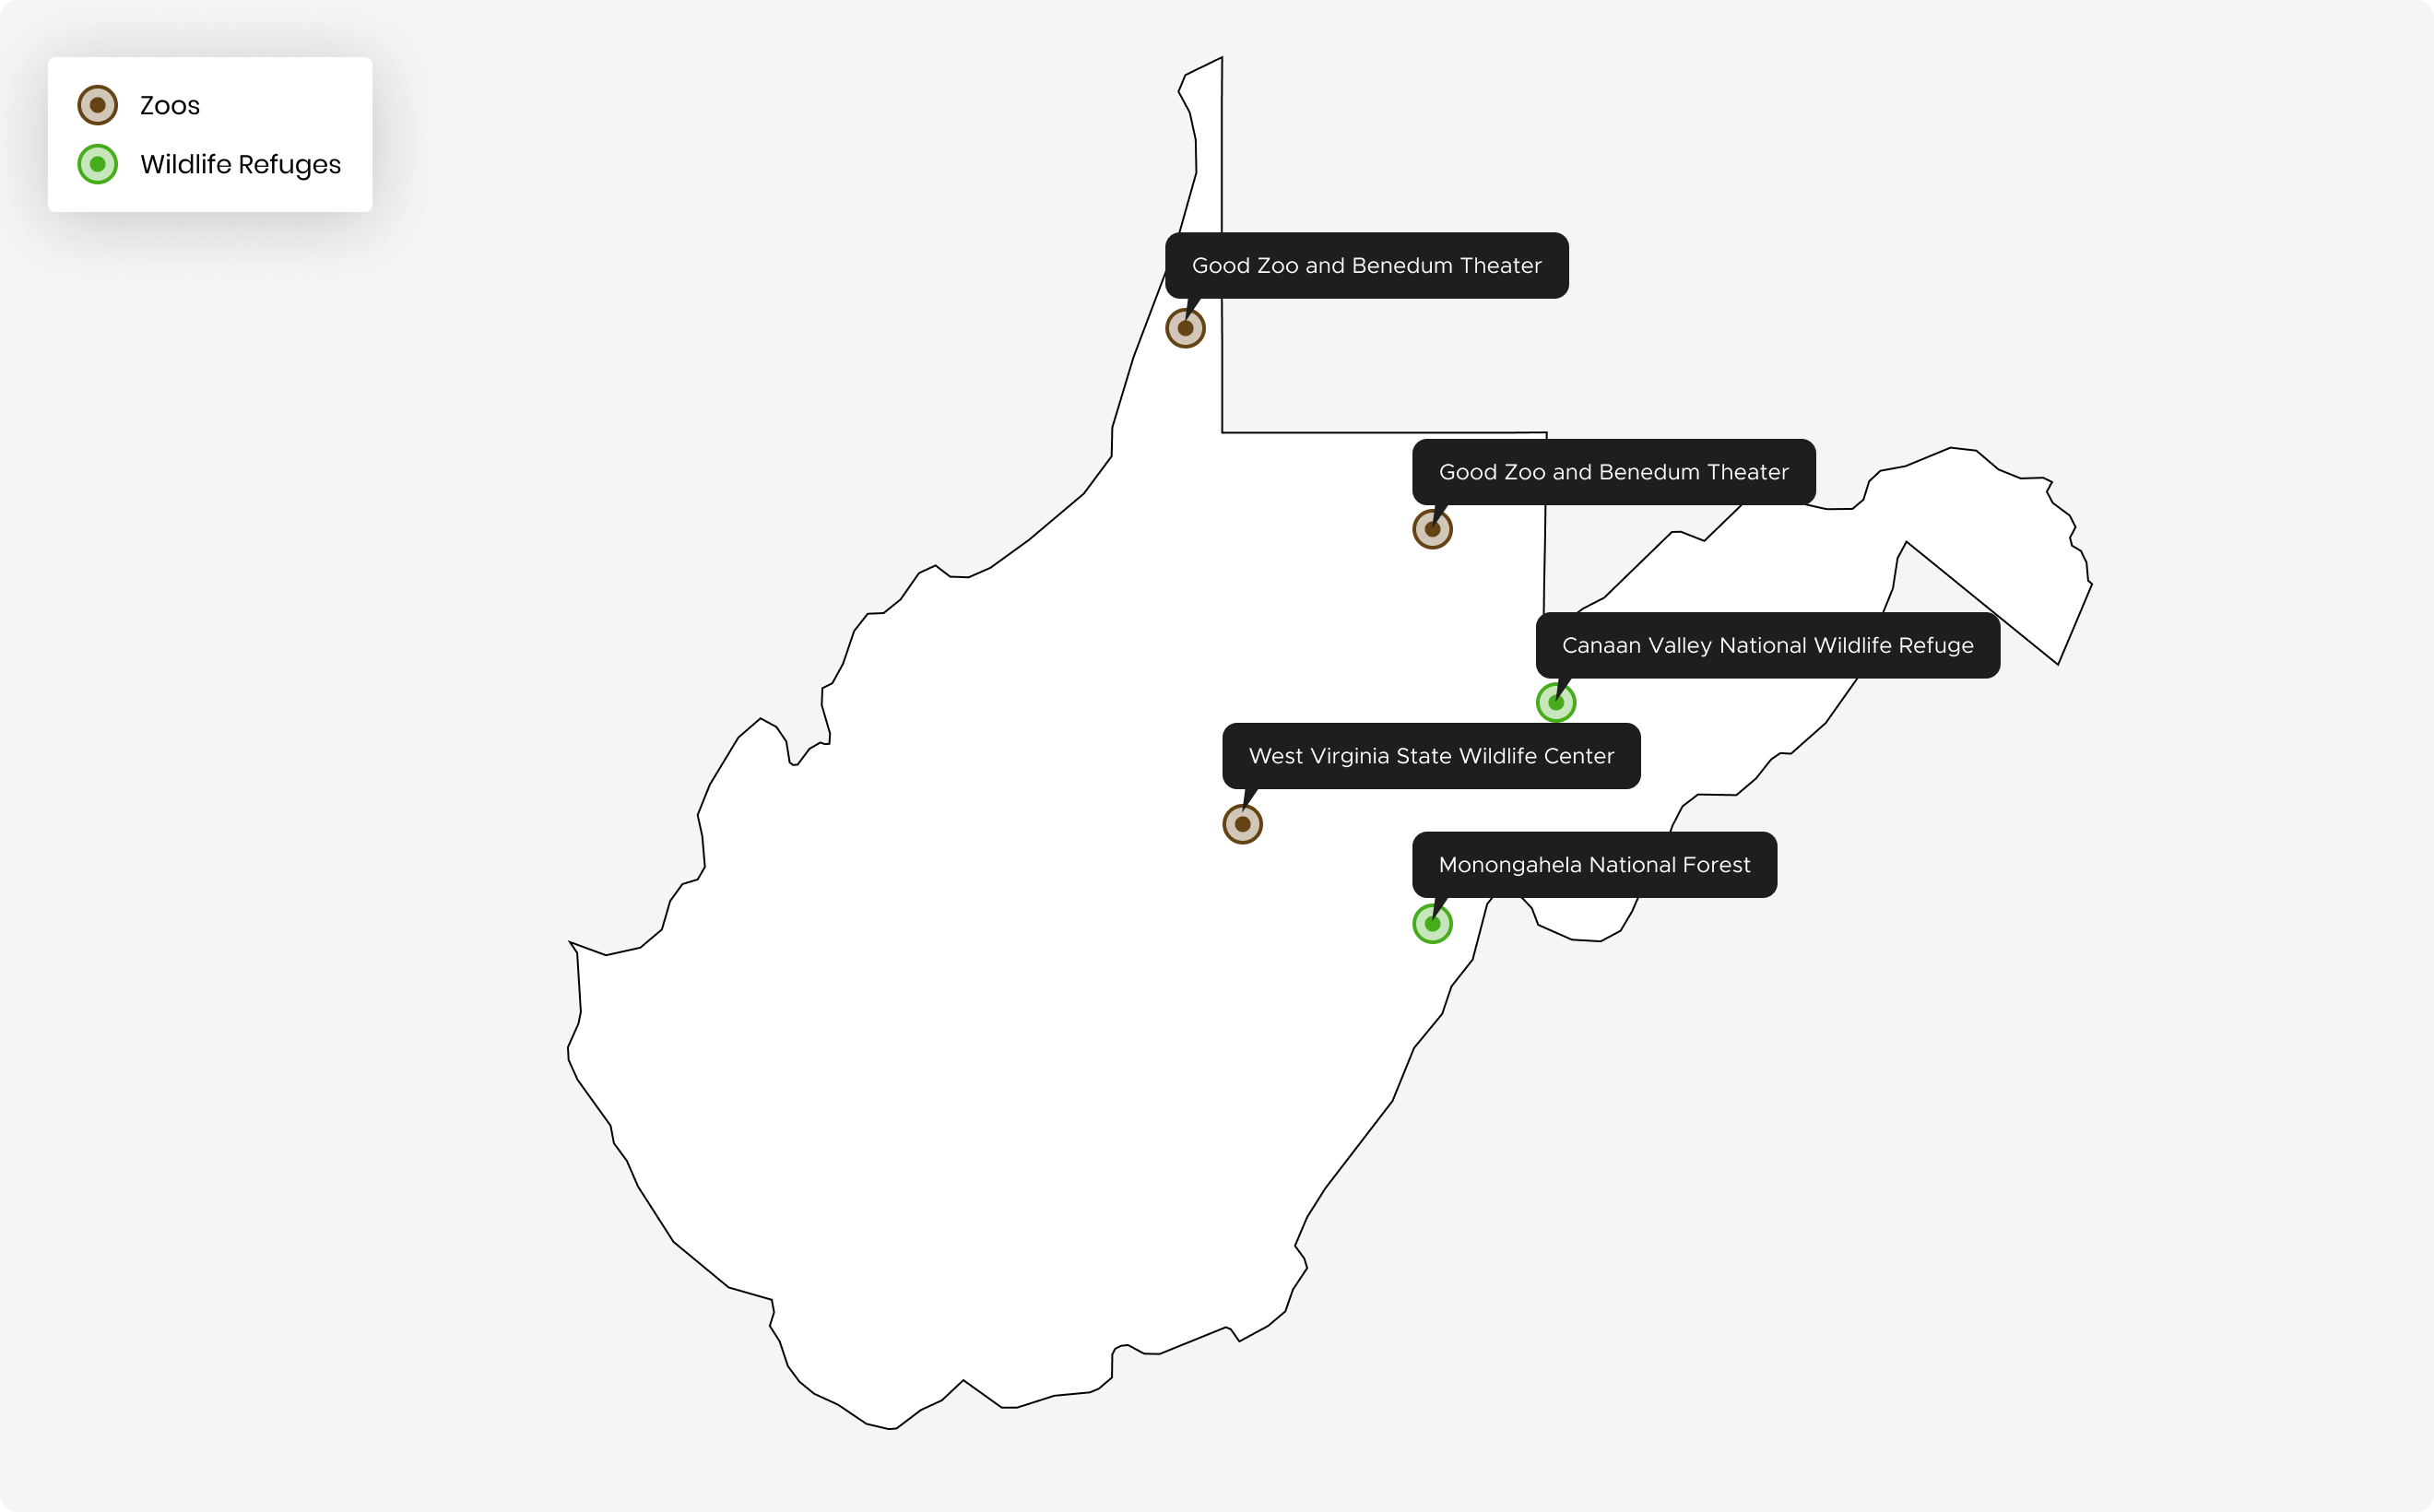 Zoos
Wildlife Refuges
Good Zoo and Benedum Theater
Good Zoo and Benedum Theater
Canaan Valley National Wildlife Refuge
West Virginia State Wildlife Center
Monongahela National Forest